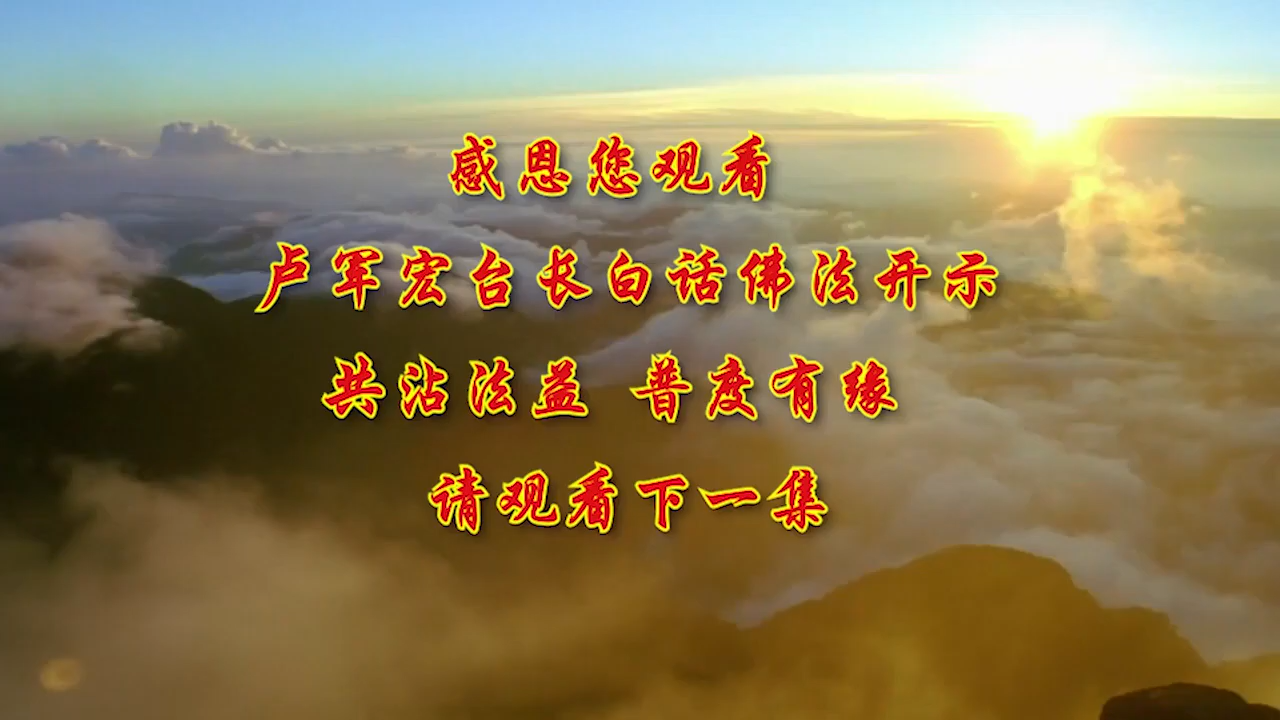 感恩您观看
卢军宏台长白话佛法开示
共沾法益 普度有缘
请观看下一集